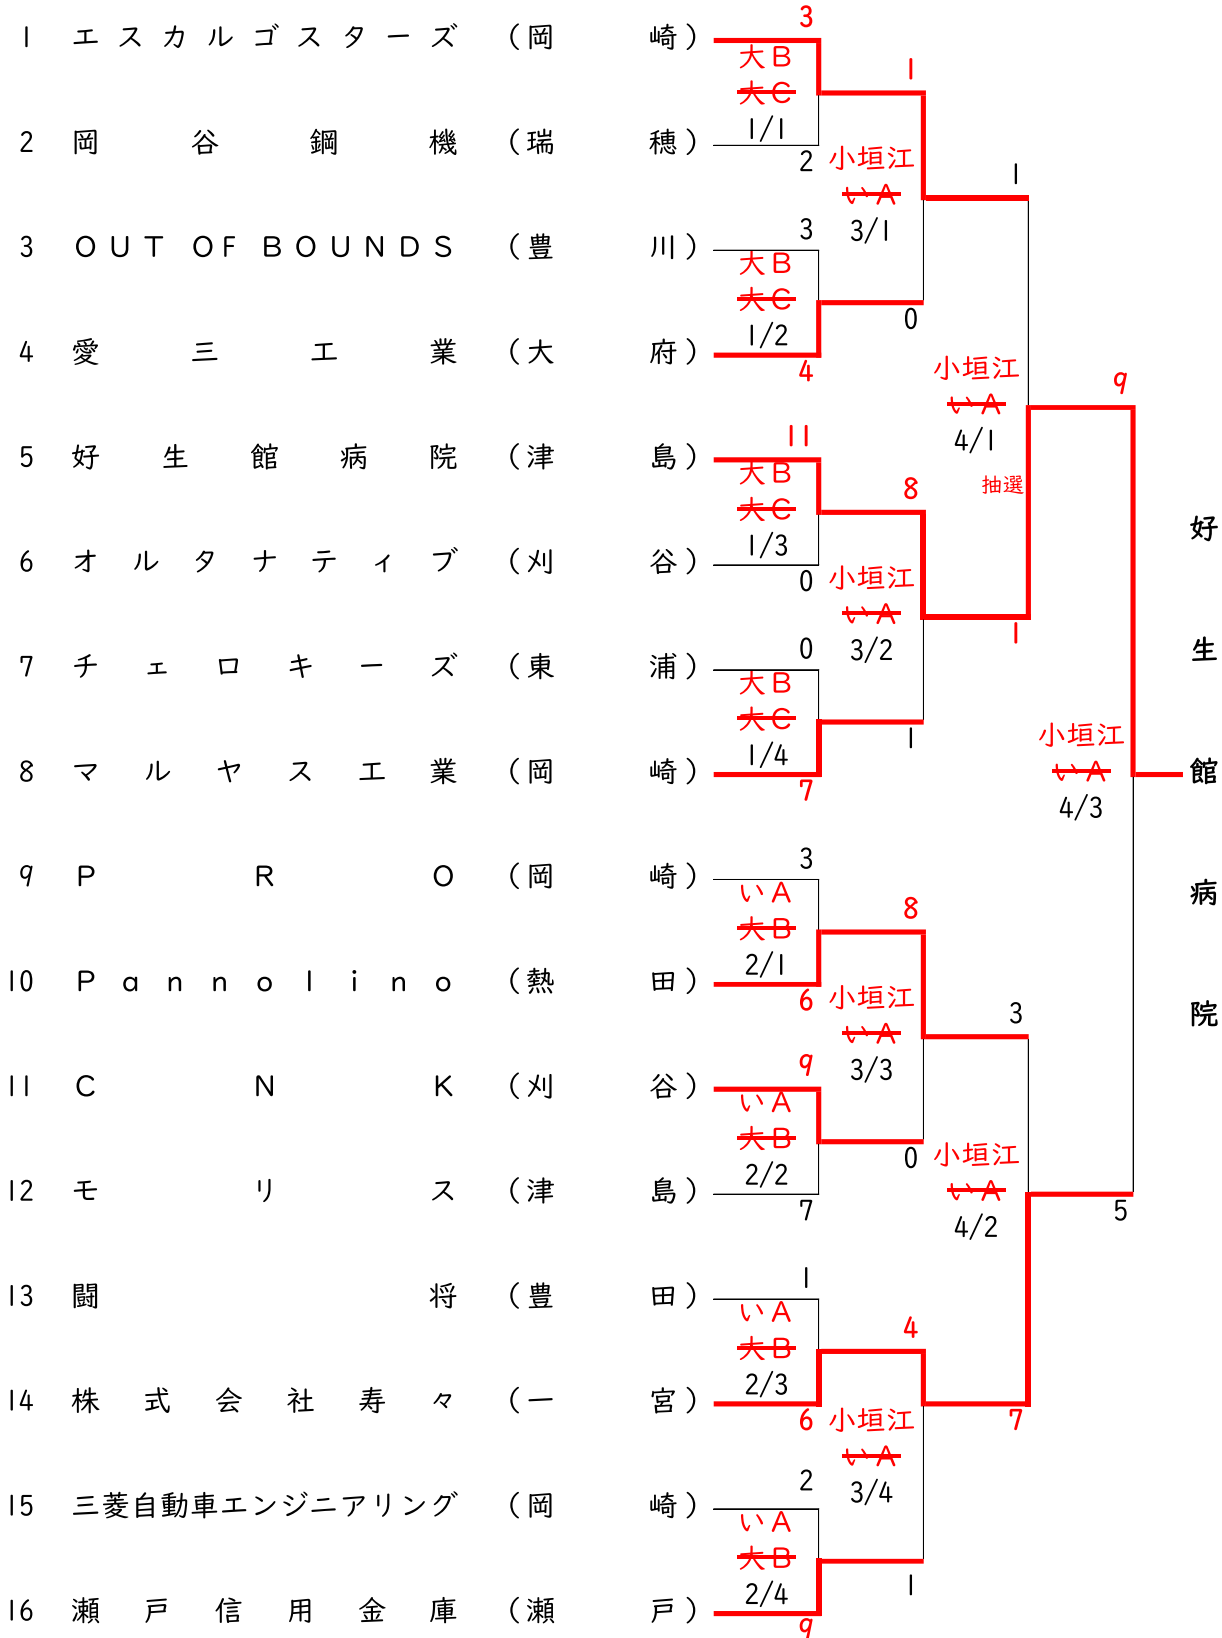 1 エスカルゴスターズ （岡崎） 3
大B
大C
1/1
2 岡谷鋼機 （瑞穂） 2
1
小垣江
いA
3/1
3 OUT OF BOUNDS （豊川） 3
大B
大C
1/2
4 愛三工業 （大府） 4
0
1
小垣江
いA
4/1
抽選
5 好生館病院 （津島） 11
大B
大C
1/3
6 オルタナティブ （刈谷） 0
8
小垣江
いA
3/2
7 チェロキーズ （東浦） 0
大B
大C
1/4
8 マルヤス工業 （岡崎） 7
1
1
9
小垣江
いA
4/3
好生館病院
9 PRO （岡崎） 3
いA
大B
2/1
10 Pannolino （熱田） 6
8
小垣江
いA
3/3
11 CNK （刈谷） 9
いA
大B
2/2
12 モリス （津島） 7
0
3
小垣江
いA
4/2
5
13 闘将 （豊田） 1
いA
大B
2/3
14 株式会社寿々 （一宮） 6
4
7
小垣江
いA
3/4
15 三菱自動車エンジニアリング （岡崎） 2
いA
大B
2/4
16 瀬戸信用金庫 （瀬戸） 9
1